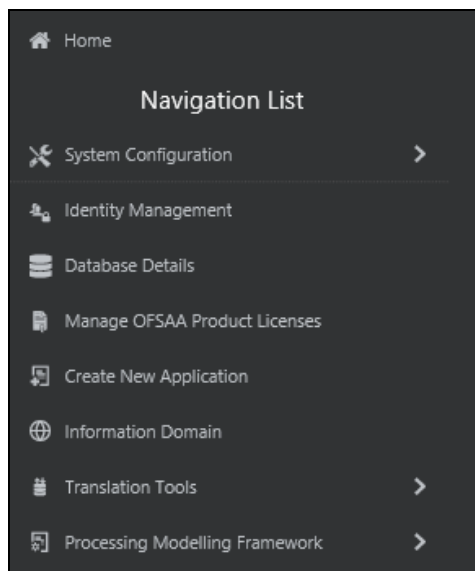 Home
Navigation List
System Configuration
Identity Management
Database Details
Manage OFSAA Product Licenses
Create New Application
Information Domain
Translation Tools
Processing Modelling Framework